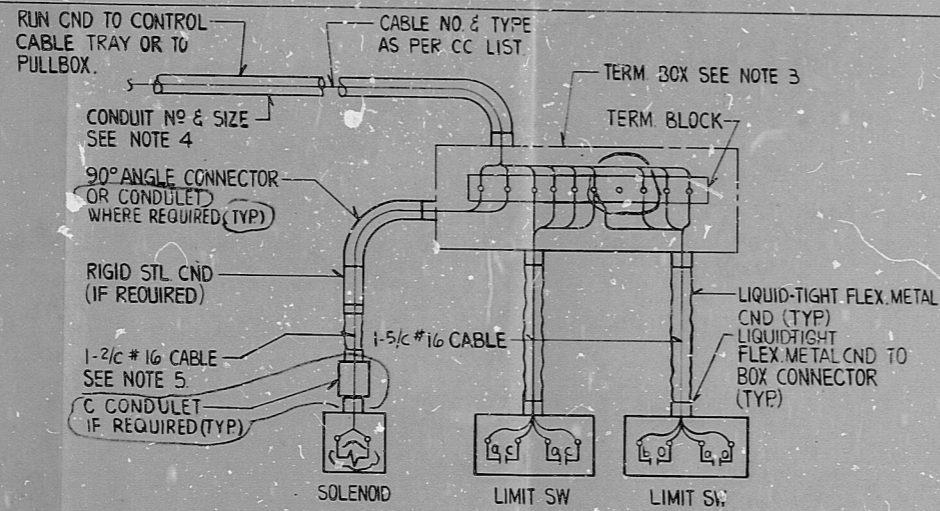 RUN CND TO CONTROL
CABLE TRAY OR TO
PULLBOX.
CABLE NO. & TYPE
AS PER CC LIST
TERM. BOX SEE NOTE 3
TERM. BLOCK
CONDUIT Nº & SIZE
SEE NOTE 4
90° ANGLE CONNECTOR
OR CONDULET
WHERE REQUIRED (TYP.)
RIGID STL CND
(IF REQUIRED)
1-2/C # 16 CABLE
SEE NOTE 5
C CONDULET
IF REQUIRED (TYP)
1-5/C #16 CABLE
LIQUID-TIGHT FLEX. METAL
CND (TYP.)
LIQUIDTIGHT
FLEX. METAL CND TO
BOX CONNECTOR
(TYP.)
SOLENOID
LIMIT SW
LIMIT SW